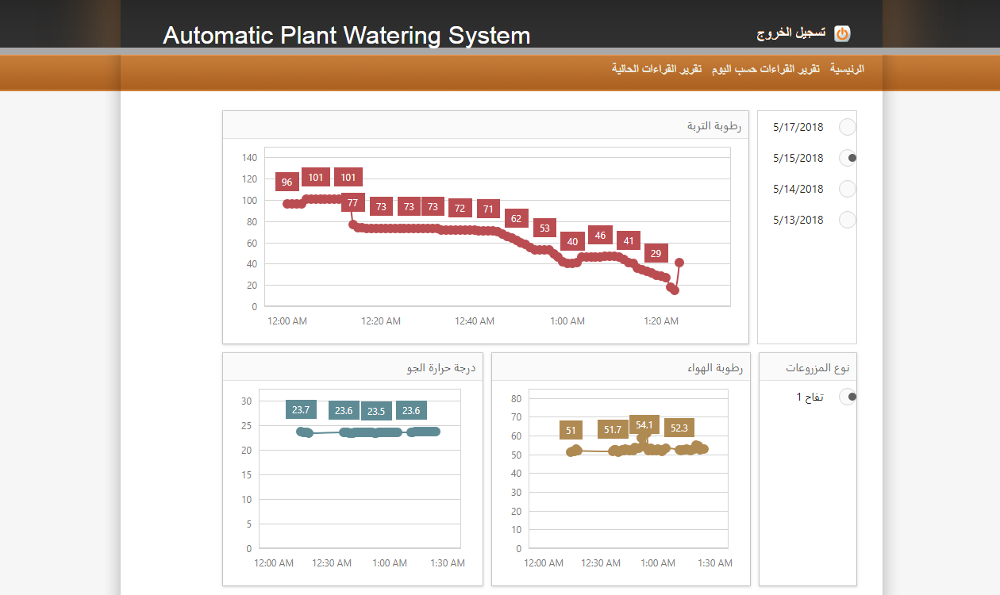 Automatic Plant Watering System
تسجيل الخروج
الرئيسية تقرير القراءات حسب اليوم تقرير القراءات الحالية
رطوبة التربة
140
120
100
80
60
40
20
0
96 101 101 77 73 73 73 72 71 62 53 40 46 41 29
12:00 AM 12:20 AM 12:40 AM 1:00 AM 1:20 AM
5/17/2018
5/15/2018
5/14/2018
5/13/2018
درجة حرارة الجو
30
25
20
15
10
5
0
23.7 23.6 23.5 23.6
12:00 AM 12:30 AM 1:00 AM 1:30 AM
رطوبة الهواء
80
70
60
50
40
30
20
10
0
51 51.7 54.1 52.3
12:00 AM 12:30 AM 1:00 AM 1:30 AM
نوع المزروعات
تفاح 1